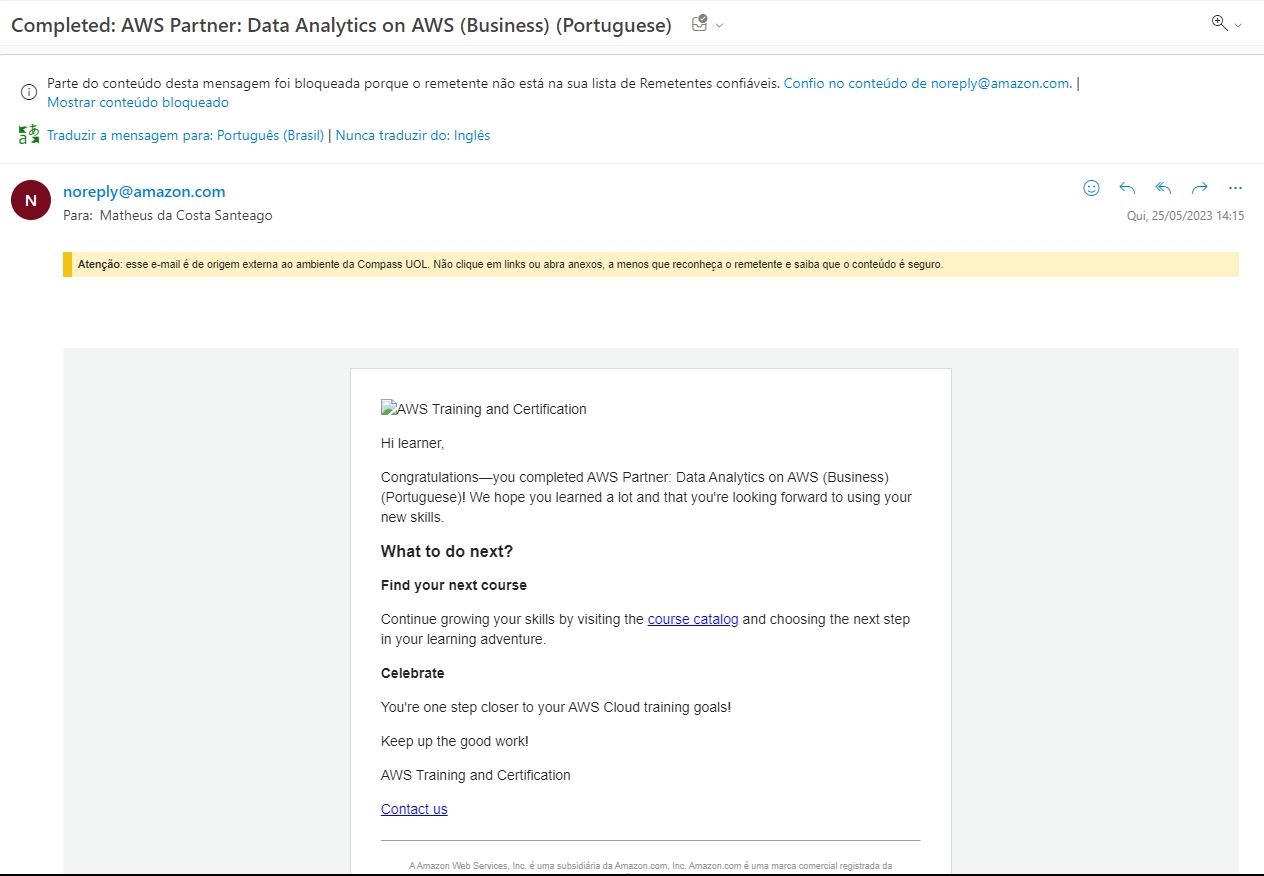 Completed: AWS Partner: Data Analytics on AWS (Business) (Portuguese)
Parte do conteúdo desta mensagem foi bloqueada porque o remetente não está na sua lista de Remetentes confiáveis. Confio no conteúdo de noreply@amazon.com. |
Mostrar conteúdo bloqueado
Traduzir a mensagem para: Português (Brasil) | Nunca traduzir do: Inglês
N
noreply@amazon.com
Para: Matheus da Costa Santeago
Qui, 25/05/2023 14:15
Atenção: esse e-mail é de origem externa ao ambiente da Compass UOL. Não clique em links ou abra anexos, a menos que reconheça o remetente e saiba que o conteúdo é seguro.
AWS Training and Certification
Hi learner,
Congratulations—you completed AWS Partner: Data Analytics on AWS (Business)
(Portuguese)! We hope you learned a lot and that you're looking forward to using your
new skills.
What to do next?
Find your next course
Continue growing your skills by visiting the course catalog and choosing the next step
in your learning adventure.
Celebrate
You're one step closer to your AWS Cloud training goals!
Keep up the good work!
AWS Training and Certification
Contact us
A Amazon Web Services, Inc. é uma subsidiária da Amazon.com, Inc. Amazon.com é uma marca comercial registrada da